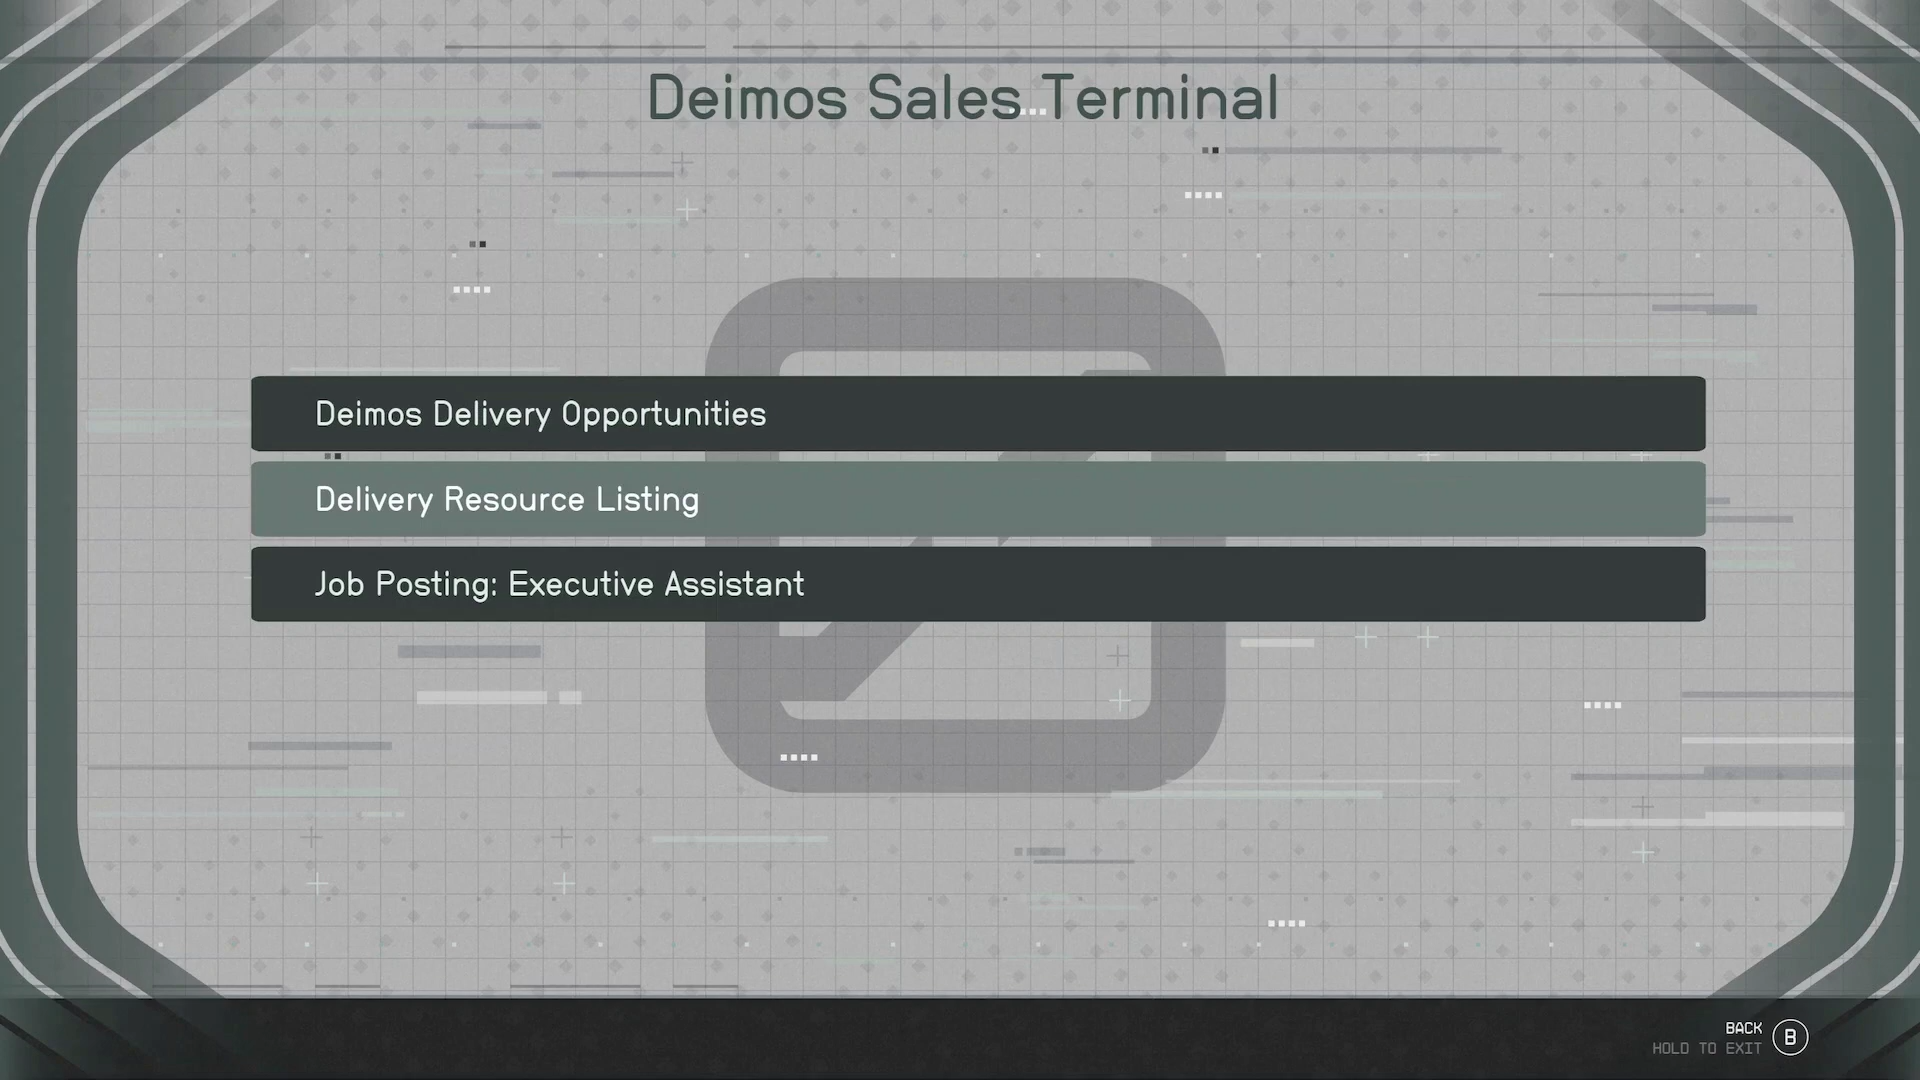 Deimos Sales Terminal
Deimos Delivery Opportunities
Delivery Resource Listing
Job Posting: Executive Assistant
BACK
HOLD TO EXIT
B